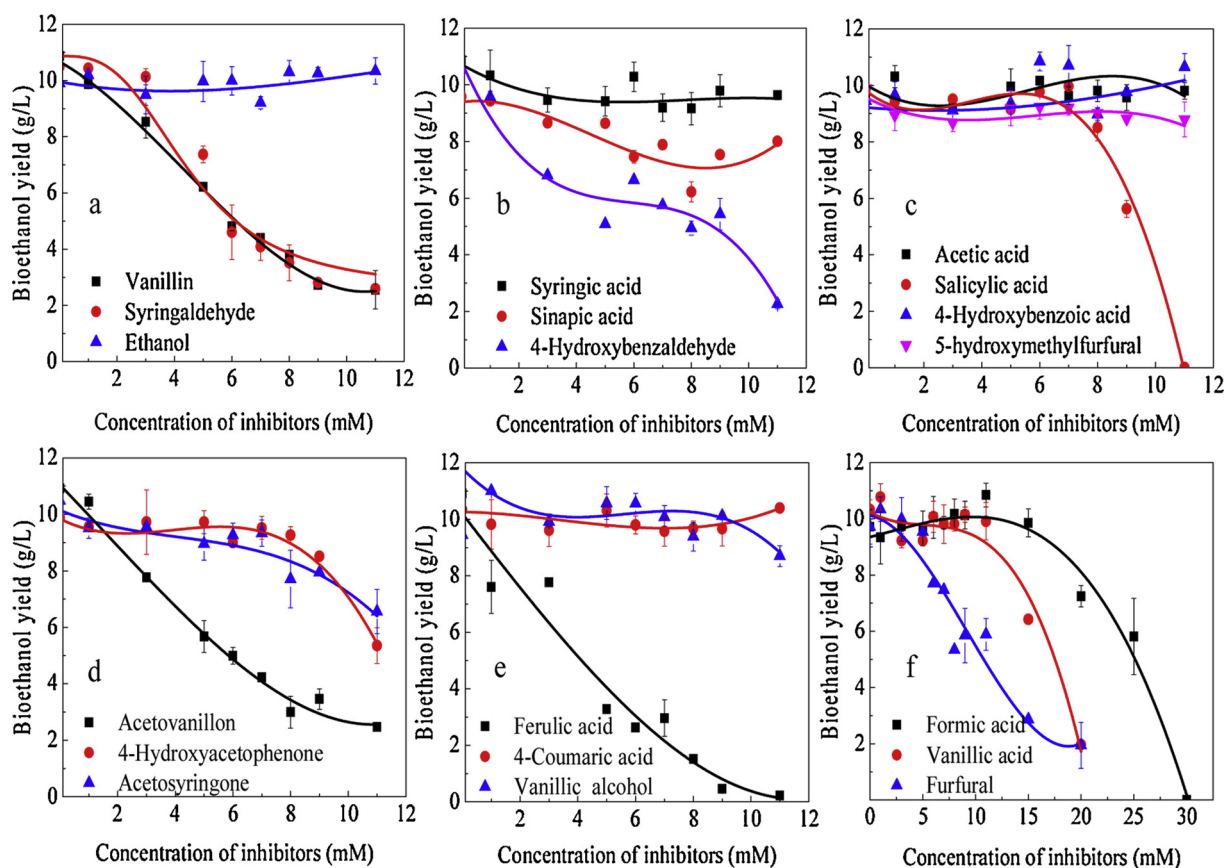 12
10
8
6
4
2
0
Bioethanol yield (g/L)
a
Vanillin
Syringaldehyde
Ethanol
2 4 6 8 10 12
Concentration of inhibitors (mM)
12
10
8
6
4
2
0
Bioethanol yield (g/L)
b
Syringic acid
Sinapic acid
4-Hydroxybenzaldehyde
2 4 6 8 10 12
Concentration of inhibitors (mM)
12
10
8
6
4
2
0
Bioethanol yield (g/L)
c
Acetic acid
Salicylic acid
4-Hydroxybenzoic acid
5-hydroxymethylfurfural
2 4 6 8 10 12
Concentration of inhibitors (mM)
12
10
8
6
4
2
0
Bioethanol yield (g/L)
d
Acetovanillon
4-Hydroxyacetophenone
Acetosyringone
2 4 6 8 10 12
Concentration of inhibitors (mM)
12
10
8
6
4
2
0
Bioethanol yield (g/L)
e
Ferulic acid
4-Coumaric acid
Vanillic alcohol
2 4 6 8 10 12
Concentration of inhibitors (mM)
12
10
8
6
4
2
0
Bioethanol yield (g/L)
f
Formic acid
Vanillic acid
Furfural
0 5 10 15 20 25 30
Concentration of inhibitors (mM)